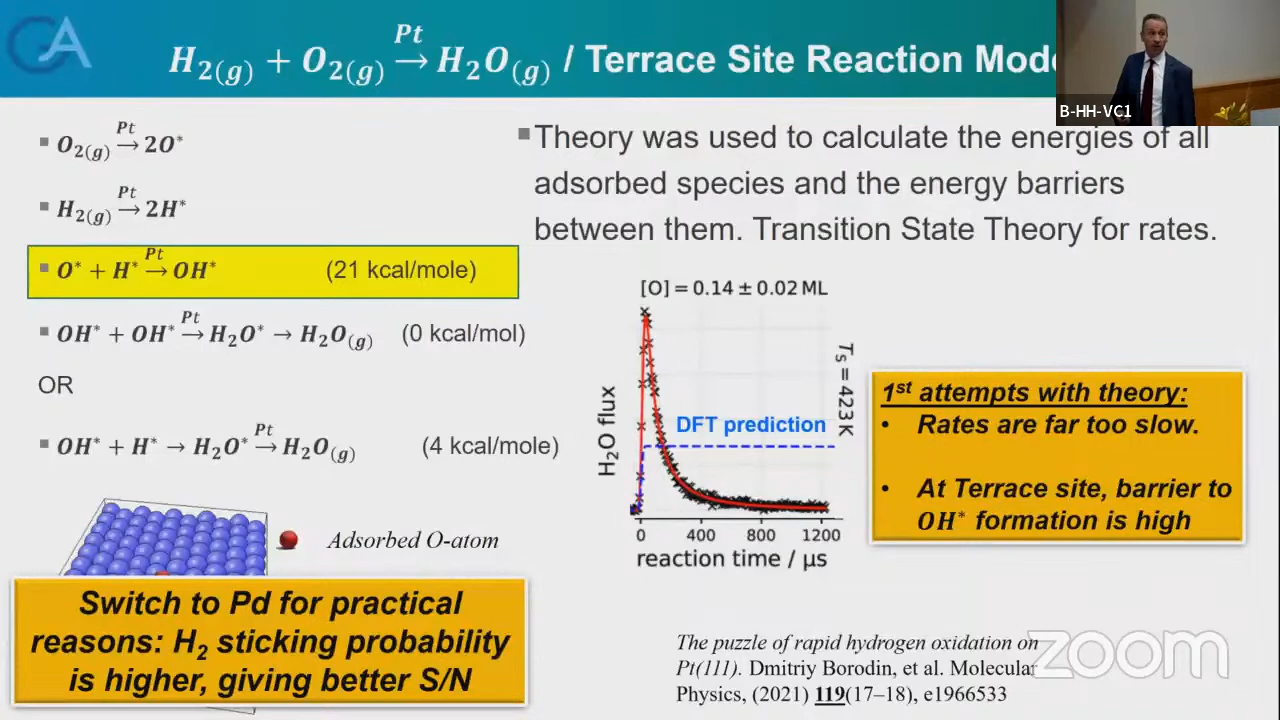 GA
H₂(g) + O₂(g) →Pt H₂O(g) / Terrace Site Reaction Mode
B-HH-VC1
▪ O₂(g) →Pt 2O*
▪ H₂(g) →Pt 2H*
▪ O* + H* →Pt OH* (21 kcal/mole)
▪ OH* + OH* →Pt H₂O* → H₂O(g) (0 kcal/mol)
OR
▪ OH* + H* → H₂O* →Pt H₂O(g) (4 kcal/mol)
Adsorbed O-atom
Switch to Pd for practical
reasons: H₂ sticking probability
is higher, giving better S/N
▪ Theory was used to calculate the energies of all
adsorbed species and the energy barriers
between them. Transition State Theory for rates.
[O] = 0.14 ± 0.02 ML
Tₛ = 423 K
H₂O flux
DFT prediction
0 400 800 1200
reaction time / μs
1st attempts with theory:
• Rates are far too slow.
• At Terrace site, barrier to
OH* formation is high
The puzzle of rapid hydrogen oxidation on
Pt(111). Dmitriy Borodin, et al. Molecular
Physics, (2021) 119(17–18), e1966533
zoom